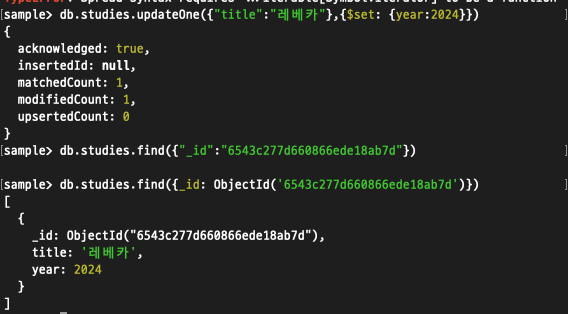 TypeError: Spread syntax requires ...iterable[Symbol.iterator] to be a function
[sample> db.studies.updateOne({"title":"레베카"},{$set: {year:2024}})
{
  acknowledged: true,
  insertedId: null,
  matchedCount: 1,
  modifiedCount: 1,
  upsertedCount: 0
}
[sample> db.studies.find({"_id":"6543c277d660866ede18ab7d"})

[sample> db.studies.find({_id: ObjectId('6543c277d660866ede18ab7d')})
[
  {
    _id: ObjectId("6543c277d660866ede18ab7d"),
    title: '레베카',
    year: 2024
  }
]